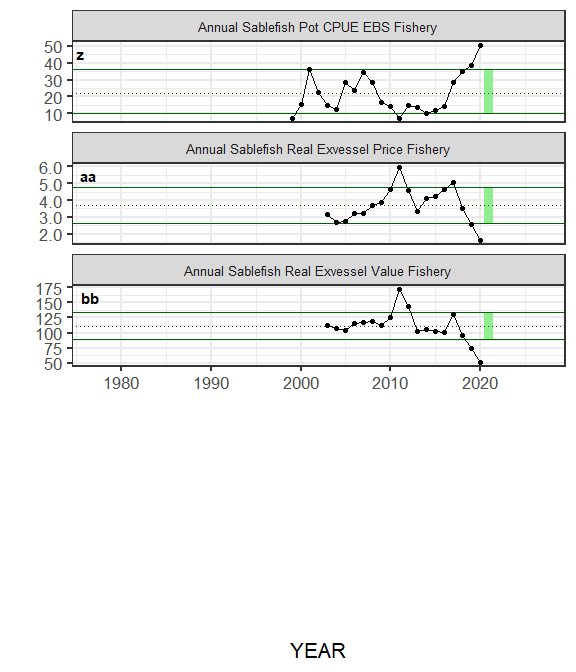 Annual Sablefish Pot CPUE EBS Fishery
z
50
40
30
20
10
Annual Sablefish Real Exvessel Price Fishery
aa
6.0
5.0
4.0
3.0
2.0
Annual Sablefish Real Exvessel Value Fishery
bb
175
150
125
100
75
50
1980 1990 2000 2010 2020
YEAR